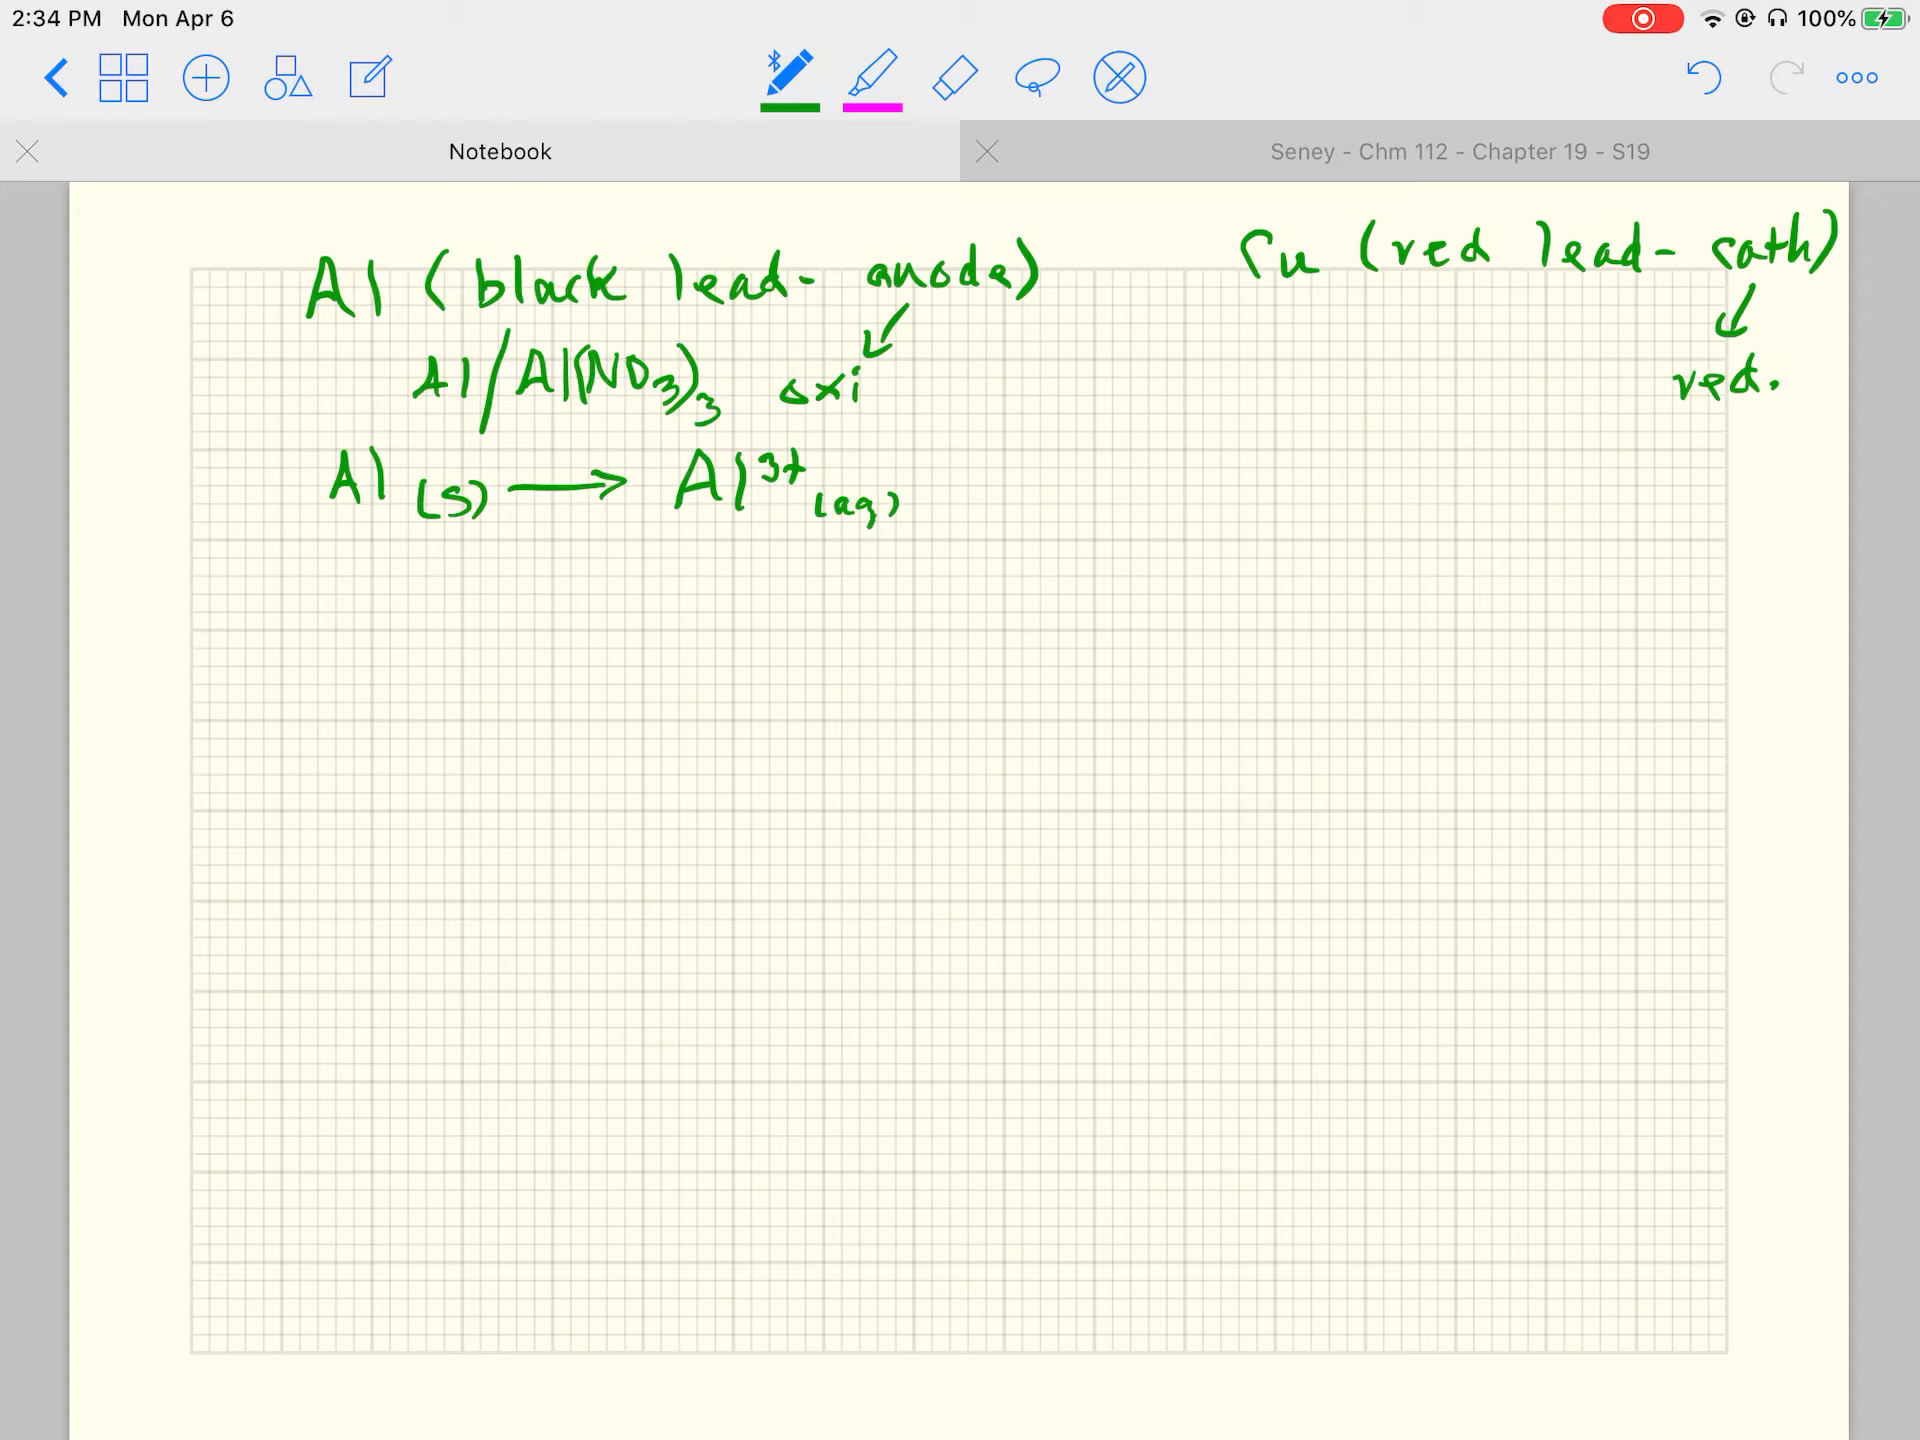 2:34 PM Mon Apr 6 100%
Notebook
Seney - Chm 112 - Chapter 19 - S19
Al (black lead- anode)
Cu (red lead- cath)
Al/Al(NO3)3 oxi
red.
Al (s) → Al3+ (aq)